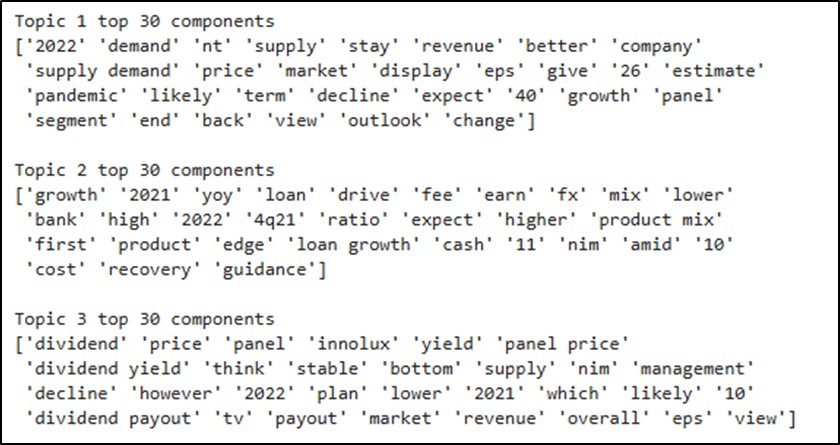 Topic 1 top 30 components
['2022' 'demand' 'nt' 'supply' 'stay' 'revenue' 'better' 'company'
'supply demand' 'price' 'market' 'display' 'eps' 'give' '26' 'estimate'
'pandemic' 'likely' 'term' 'decline' 'expect' '40' 'growth' 'panel'
'segment' 'end' 'back' 'view' 'outlook' 'change']
Topic 2 top 30 components
['growth' '2021' 'yoy' 'loan' 'drive' 'fee' 'earn' 'fx' 'mix' 'lower'
'bank' 'high' '2022' '4q21' 'ratio' 'expect' 'higher' 'product mix'
'first' 'product' 'edge' 'loan growth' 'cash' '11' 'nim' 'amid' '10'
'cost' 'recovery' 'guidance']
Topic 3 top 30 components
['dividend' 'price' 'panel' 'innolux' 'yield' 'panel price'
'dividend yield' 'think' 'stable' 'bottom' 'supply' 'nim' 'management'
'decline' 'however' '2022' 'plan' 'lower' '2021' 'which' 'likely' '10'
'dividend payout' 'tv' 'payout' 'market' 'revenue' 'overall' 'eps' 'view']